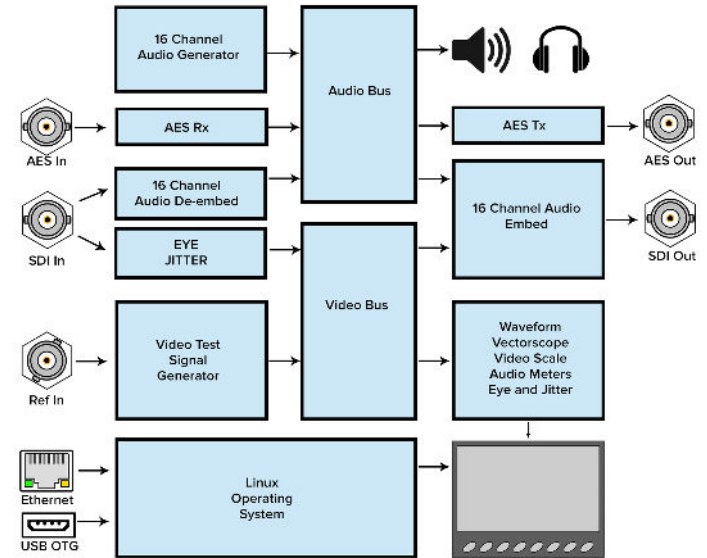 16 Channel
Audio Generator
Audio Bus
AES In
AES Rx
AES Tx
AES Out
16 Channel
Audio De-embed
SDI In
EYE
JITTER
16 Channel Audio
Embed
SDI Out
Video Bus
Ref In
Video Test
Signal
Generator
Waveform
Vectorscope
Video Scale
Audio Meters
Eye and Jitter
Ethernet
USB OTG
Linux
Operating
System